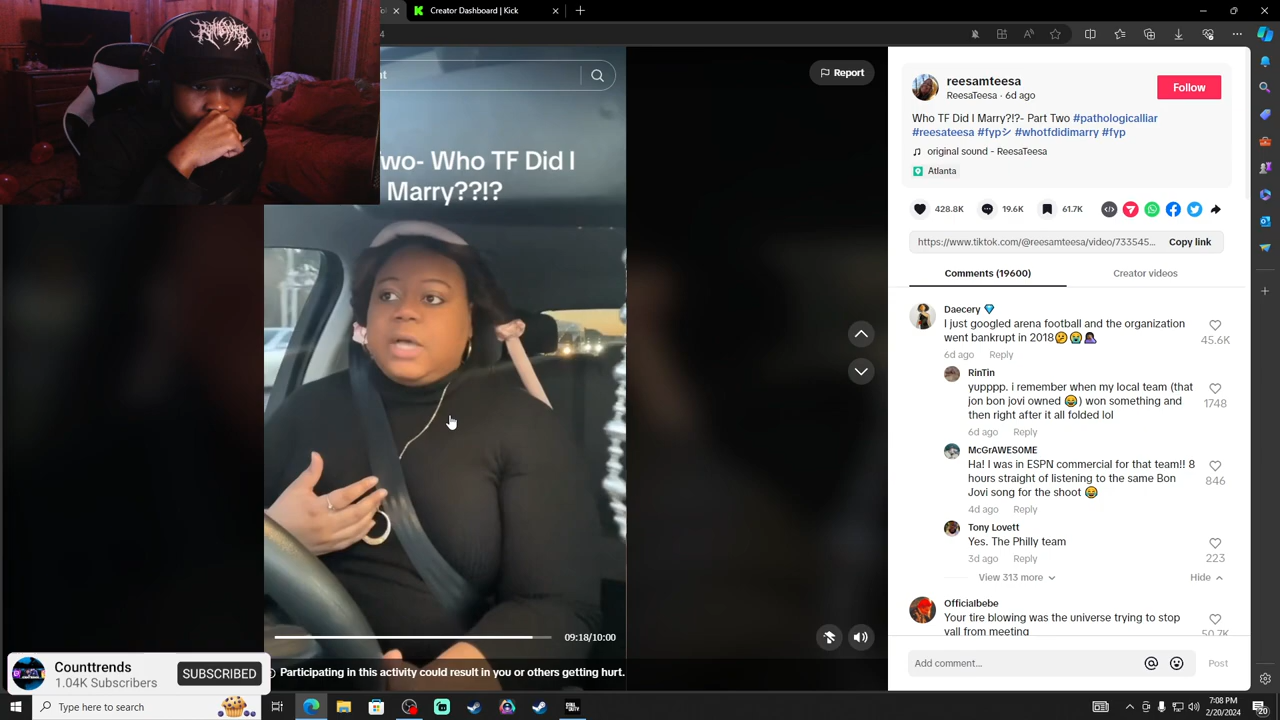 Creator Dashboard | Kick
Report
wo- Who TF Did I
Marry??!?
09:18/10:00
Participating in this activity could result in you or others getting hurt.
Counttrends
1.04K Subscribers
SUBSCRIBED
reesamteesa
ReesaTeesa · 6d ago
Follow
Who TF Did I Marry?!?- Part Two #pathologicalliar
#reesateesa #fypシ #whotfdidimarry #fyp
original sound - ReesaTeesa
Atlanta
428.8K 19.6K 61.7K
https://www.tiktok.com/@reesamteesa/video/733545... Copy link
Comments (19600) Creator videos
Daecery
I just googled arena football and the organization
went bankrupt in 2018🤔😭🤦🏿‍♀️
45.6K
6d ago Reply
RinTin
yupppp. i remember when my local team (that
jon bon jovi owned 😂) won something and
then right after it all folded lol
1748
6d ago Reply
McGrAWESOME
Ha! I was in ESPN commercial for that team!! 8
hours straight of listening to the same Bon
Jovi song for the shoot 😂
846
4d ago Reply
Tony Lovett
Yes. The Philly team
223
3d ago Reply
View 313 more Hide
Officialbebe
Your tire blowing was the universe trying to stop
yall from meeting
50.7K
Add comment... Post
Type here to search
7:08 PM
2/20/2024